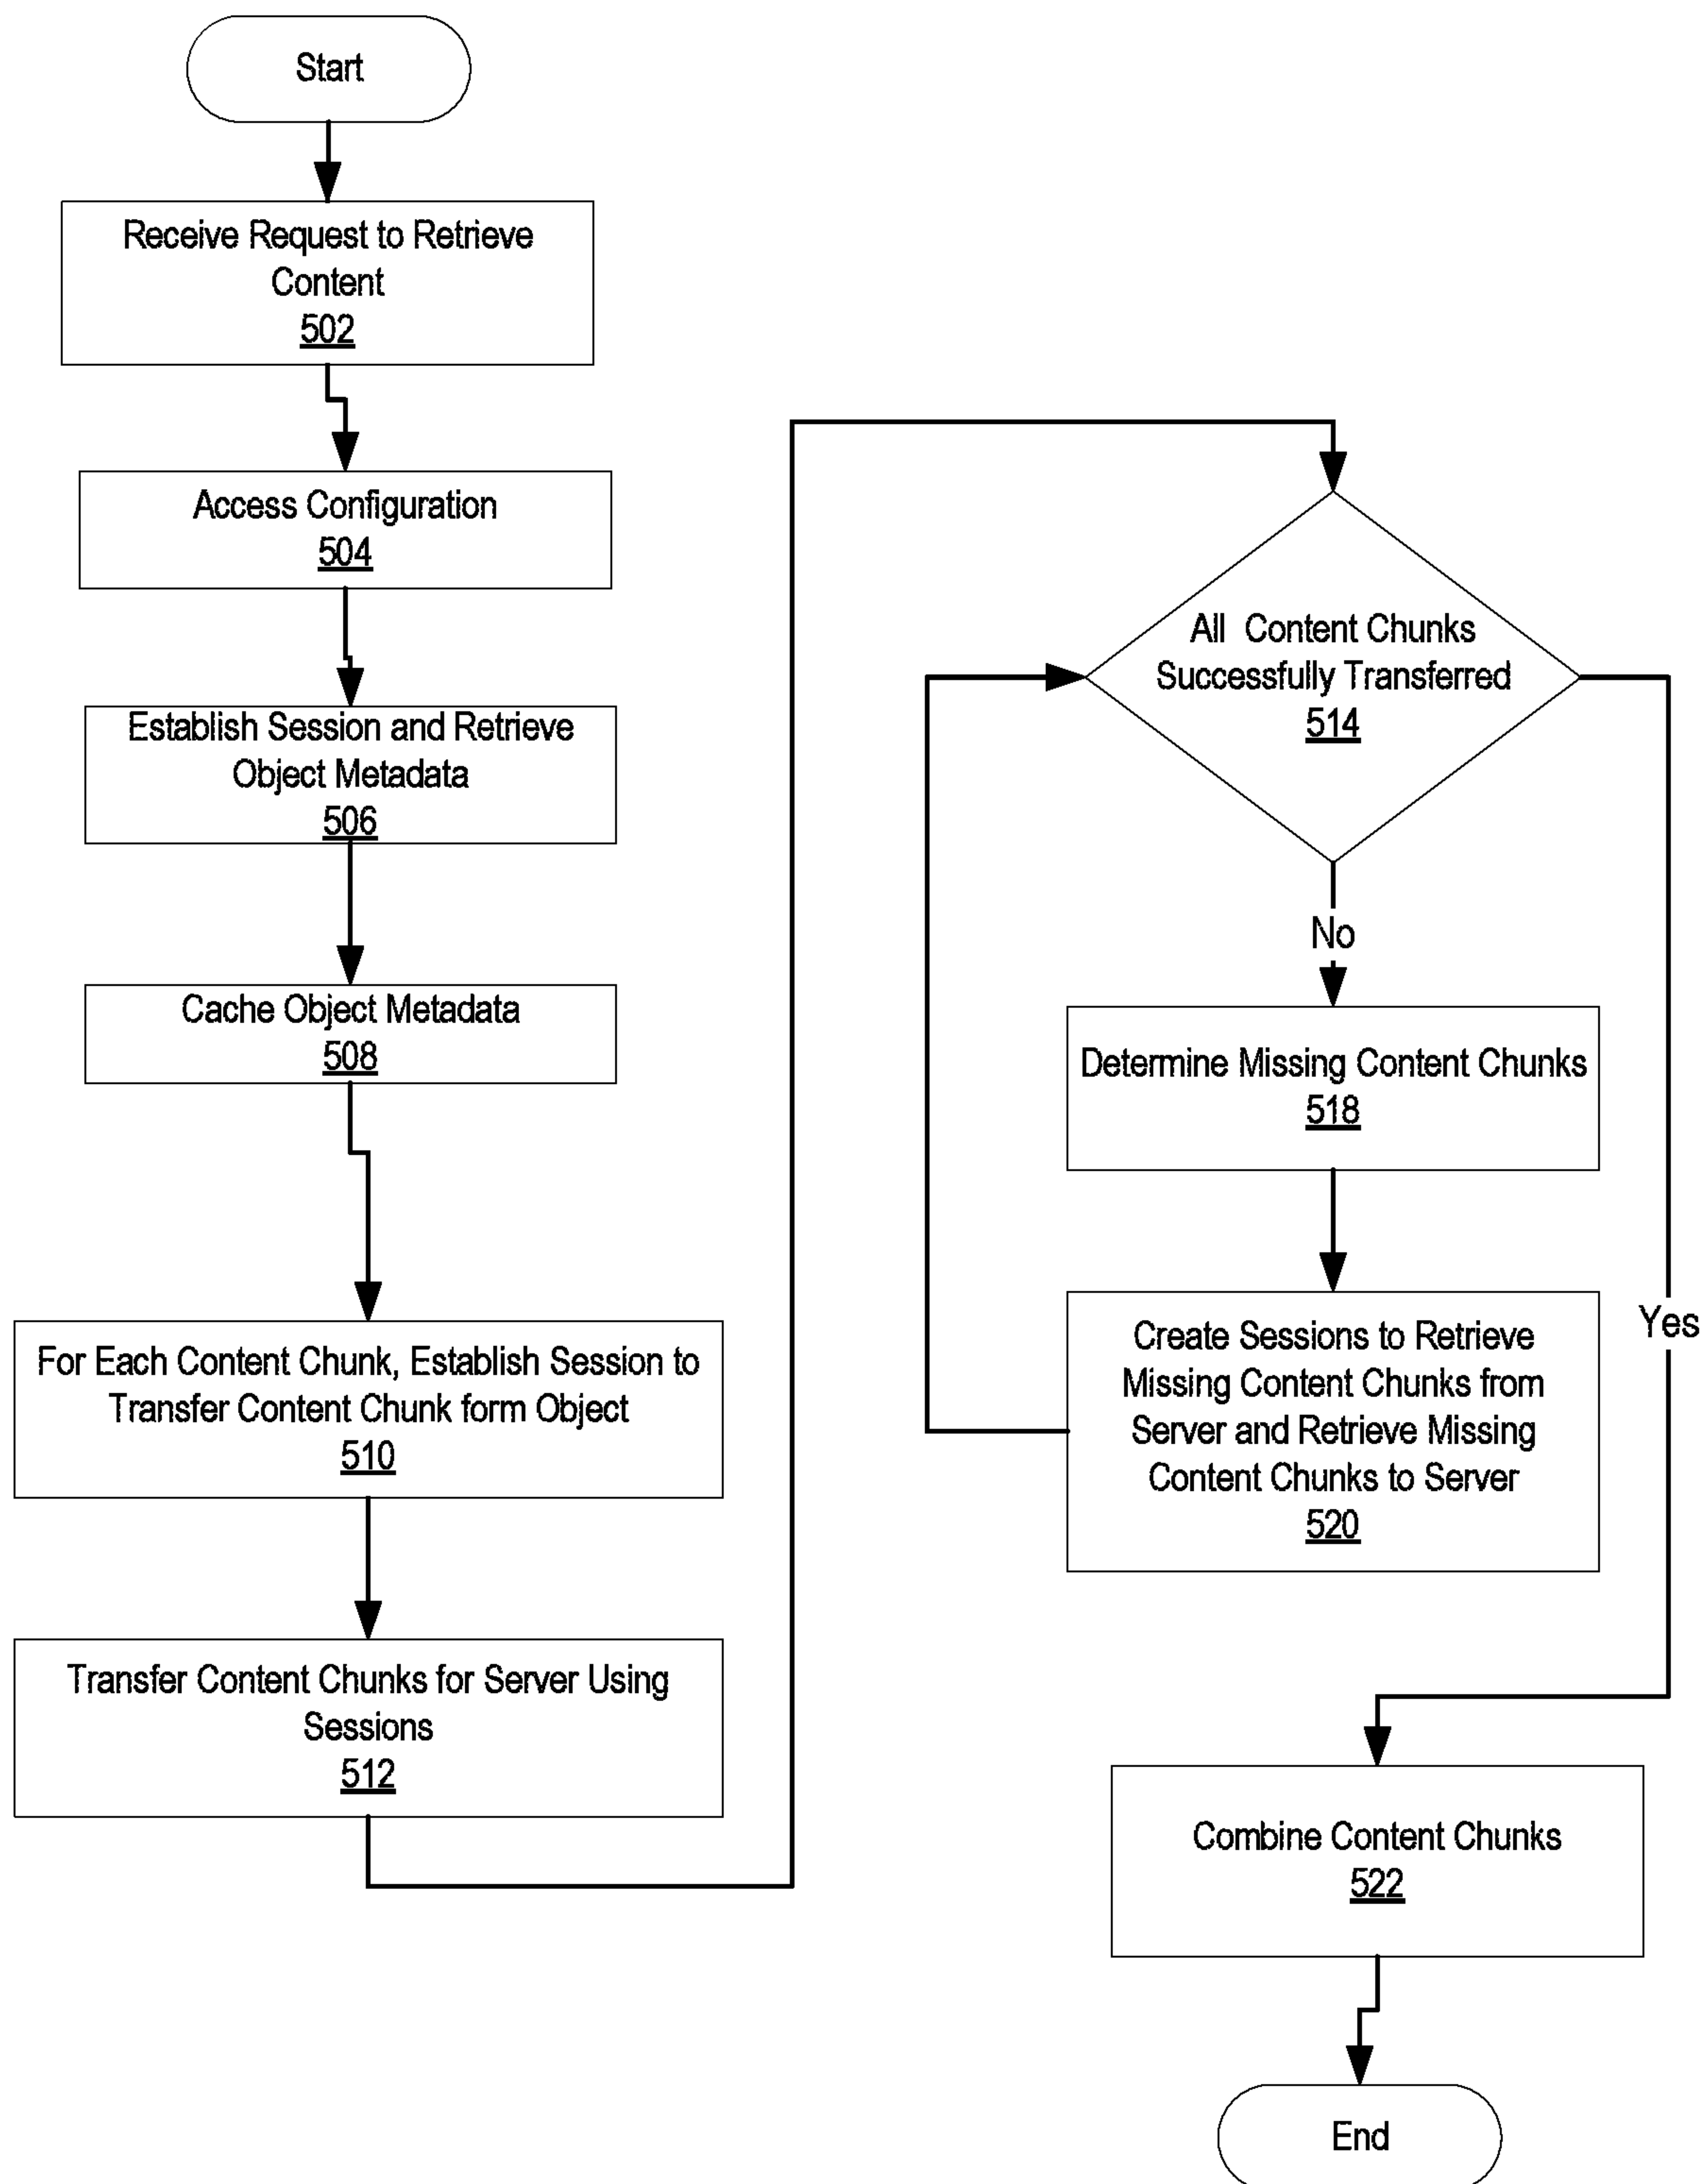 Start
Receive Request to Retrieve
Content
502
Access Configuration
504
Establish Session and Retrieve
Object Metadata
506
Cache Object Metadata
508
For Each Content Chunk, Establish Session to
Transfer Content Chunk form Object
510
Transfer Content Chunks for Server Using
Sessions
512
All Content Chunks
Successfully Transferred
514
No
Determine Missing Content Chunks
518
Create Sessions to Retrieve
Missing Content Chunks from
Server and Retrieve Missing
Content Chunks to Server
520
Yes
Combine Content Chunks
522
End